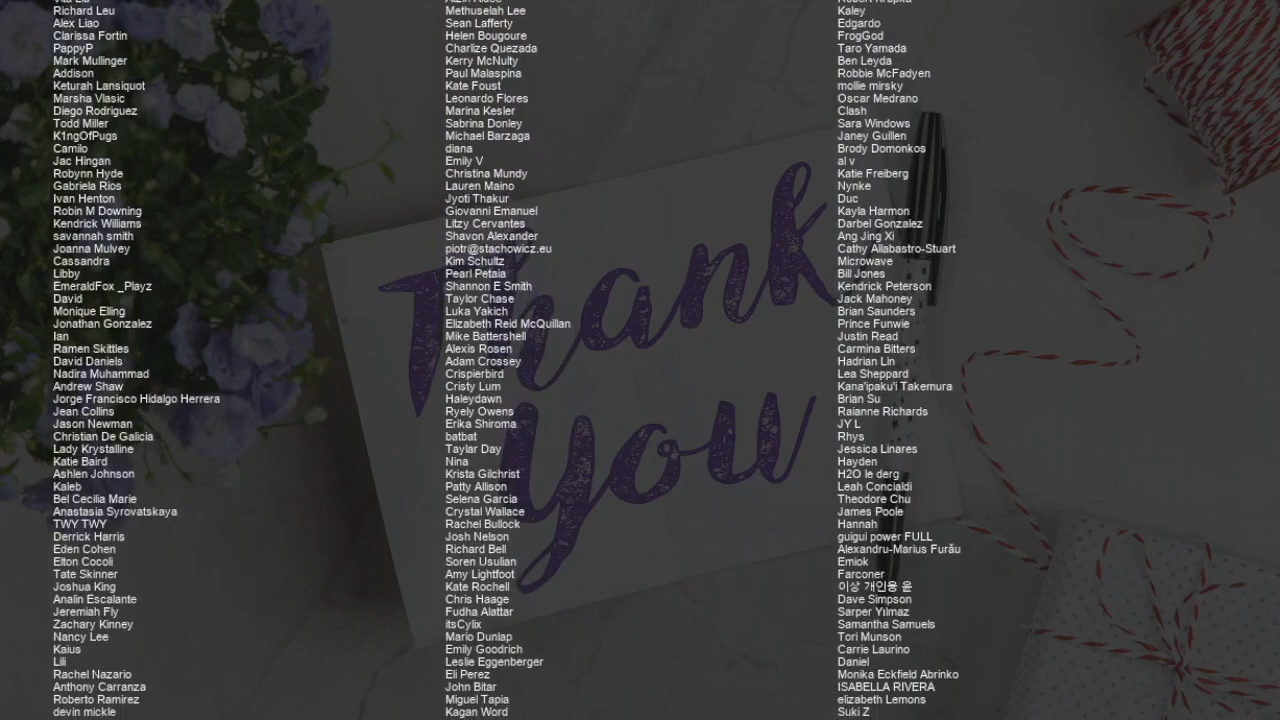 Richard Leu
Alex Liao
Clarissa Fortin
PappyP
Mark Mullinger
Addison
Keturah Lansiquot
Marsha Vlasic
Diego Rodriguez
Todd Miller
K1ngOfPugs
Camilo
Jac Hingan
Robynn Hyde
Gabriela Rios
Ivan Henton
Robin M Downing
Kendrick Williams
savannah smith
Joanna Mulvey
Cassandra
Libby
EmeraldFox _Playz
David
Monique Elling
Jonathan Gonzalez
Ian
Ramen Skittles
David Daniels
Nadira Muhammad
Andrew Shaw
Jorge Francisco Hidalgo Herrera
Jean Collins
Jason Newman
Christian De Galicia
Lady Krystalline
Katie Baird
Ashlen Johnson
Kaleb
Bel Cecilia Marie
Anastasia Syrovatskaya
TWY TWY
Derrick Harris
Eden Cohen
Elton Cocoli
Tate Skinner
Joshua King
Analin Escalante
Jeremiah Fly
Zachary Kinney
Nancy Lee
Kaius
Lili
Rachel Nazario
Anthony Carranza
Roberto Ramirez
devin mickle
Methuselah Lee
Sean Lafferty
Helen Bougoure
Charlize Quezada
Kerry McNulty
Paul Malaspina
Kate Foust
Leonardo Flores
Marina Kesler
Sabrina Donley
Michael Barzaga
diana
Emily V
Christina Mundy
Lauren Maino
Jyoti Thakur
Giovanni Emanuel
Litzy Cervantes
Shavon Alexander
piotr@stachowicz.eu
Kim Schultz
Pearl Petaia
Shannon E Smith
Taylor Chase
Luka Yakich
Elizabeth Reid McQuillan
Mike Battershell
Alexis Rosen
Adam Crossey
Crispierbird
Cristy Lum
Haleydawn
Ryely Owens
Erika Shiroma
batbat
Taylar Day
Nina
Krista Gilchrist
Patty Allison
Selena Garcia
Crystal Wallace
Rachel Bullock
Josh Nelson
Richard Bell
Soren Usulian
Amy Lightfoot
Kate Rochell
Chris Haage
Fudha Alattar
itsCylix
Mario Dunlap
Emily Goodrich
Leslie Eggenberger
Eli Perez
John Bitar
Miguel Tapia
Kagan Word
Kaley
Edgardo
FrogGod
Taro Yamada
Ben Leyda
Robbie McFadyen
mollie mirsky
Oscar Medrano
Clash
Sara Windows
Janey Guillen
Brody Domonkos
al v
Katie Freiberg
Nynke
Duc
Kayla Harmon
Darbel Gonzalez
Ang Jing Xi
Cathy Allabastro-Stuart
Microwave
Bill Jones
Kendrick Peterson
Jack Mahoney
Brian Saunders
Prince Funwie
Justin Read
Carmina Bitters
Hadrian Lin
Lea Sheppard
Kana'ipaku'i Takemura
Brian Su
Raianne Richards
JY L
Rhys
Jessica Linares
Hayden
H2O le derg
Leah Concialdi
Theodore Chu
James Poole
Hannah
guigui power FULL
Alexandru-Marius Furău
Emiok
Farconer
이상 개인용 윤
Dave Simpson
Sarper Yılmaz
Samantha Samuels
Tori Munson
Carrie Laurino
Daniel
Monika Eckfield Abrinko
ISABELLA RIVERA
elizabeth Lemons
Suki Z
Thank
you